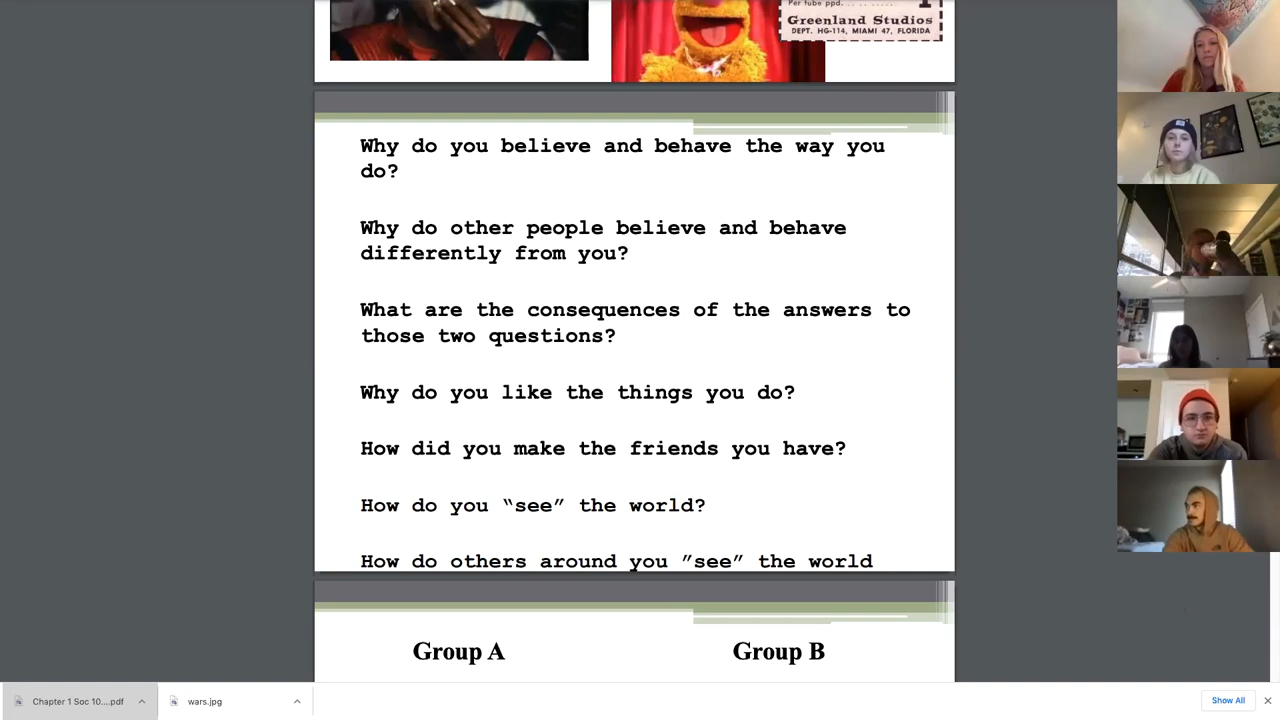 Per tube ppd. . . . . . . .
Greenland Studios
DEPT. HG-114, MIAMI 47, FLORIDA
Why do you believe and behave the way you
do?
Why do other people believe and behave
differently from you?
What are the consequences of the answers to
those two questions?
Why do you like the things you do?
How did you make the friends you have?
How do you “see” the world?
How do others around you ”see” the world
Group A
Group B
Chapter 1 Soc 10....pdf
wars.jpg
Show All